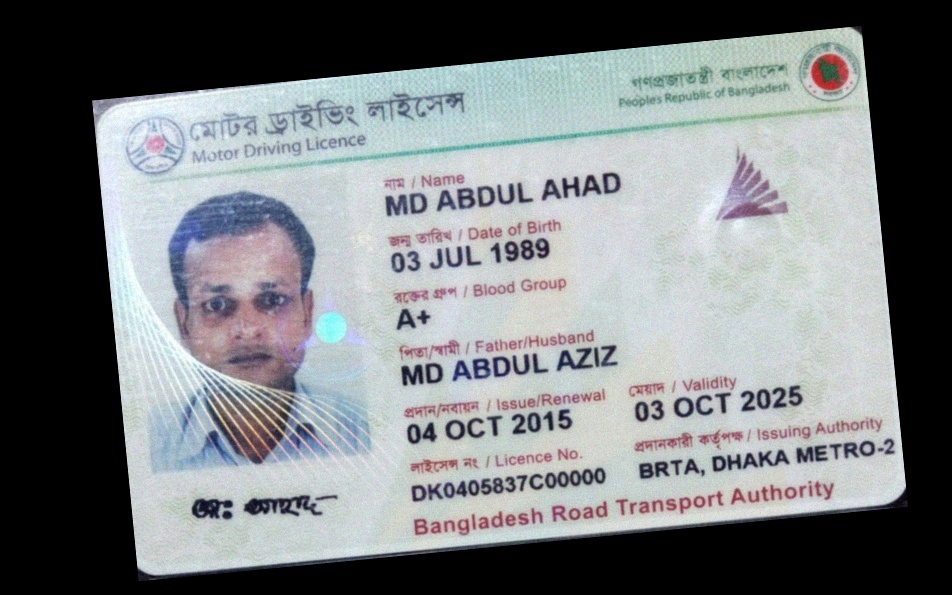 মোটর ড্রাইভিং লাইসেন্স
Motor Driving Licence
গণপ্রজাতন্ত্রী বাংলাদেশ
Peoples Republic of Bangladesh
নাম / Name
MD ABDUL AHAD
জন্ম তারিখ / Date of Birth
03 JUL 1989
রক্তের গ্রুপ / Blood Group
A+
পিতা/স্বামী / Father/Husband
MD ABDUL AZIZ
প্রদান/নবায়ন / Issue/Renewal
04 OCT 2015
মেয়াদ / Validity
03 OCT 2025
লাইসেন্স নং / Licence No.
DK0405837C00000
প্রদানকারী কর্তৃপক্ষ / Issuing Authority
BRTA, DHAKA METRO-2
Bangladesh Road Transport Authority